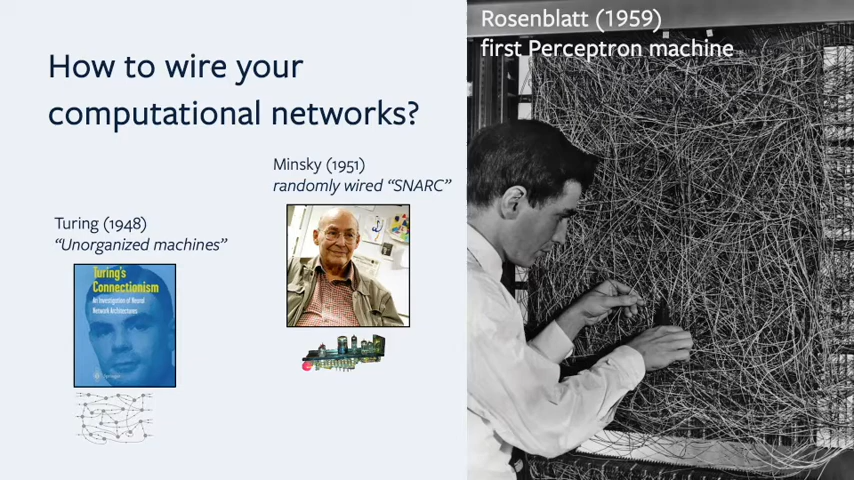 How to wire your
computational networks?
Turing (1948)
“Unorganized machines”
Turing's
Connectionism
An Investigation of Neural
Network Architectures
Springer
Minsky (1951)
randomly wired “SNARC”
Rosenblatt (1959)
first Perceptron machine